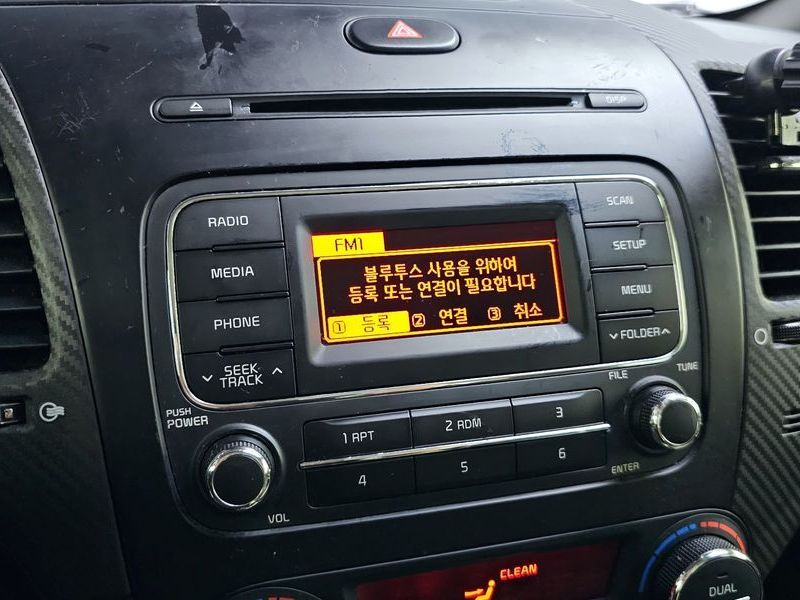 DISP
RADIO
SCAN
FM1
MEDIA
SETUP
블루투스 사용을 위하여
등록 또는 연결이 필요합니다
① 등록 ② 연결 ③ 취소
PHONE
MENU
SEEK
TRACK
FOLDER
PUSH
POWER
FILE
TUNE
1 RPT
2 RDM
3
4
5
6
VOL
ENTER
CLEAN
DUAL